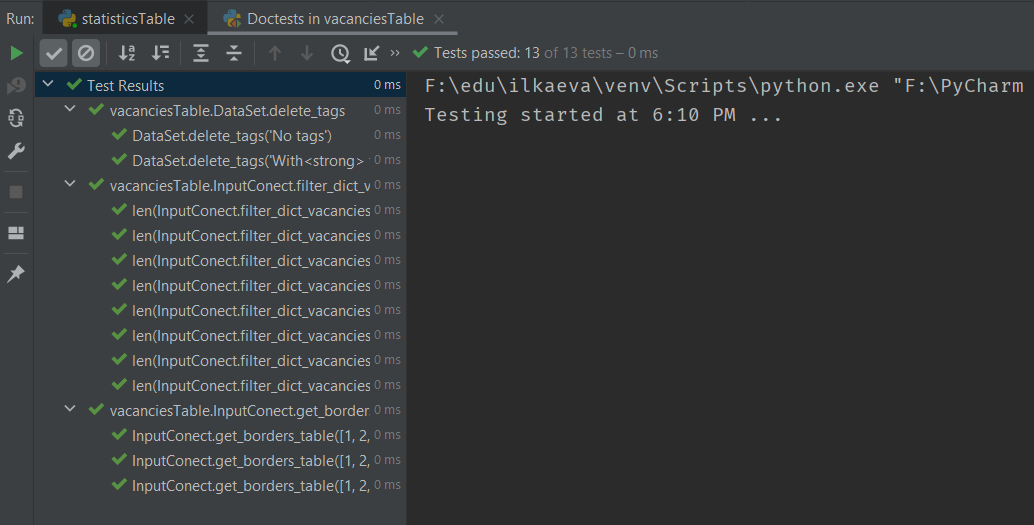 Run: statisticsTable × Doctests in vacanciesTable ×
Tests passed: 13 of 13 tests – 0 ms
Test Results 0 ms
vacanciesTable.DataSet.delete_tags 0 ms
DataSet.delete_tags('No tags') 0 ms
DataSet.delete_tags('With<strong> 0 ms
vacanciesTable.InputConect.filter_dict_v 0 ms
len(InputConect.filter_dict_vacancies 0 ms
len(InputConect.filter_dict_vacancies 0 ms
len(InputConect.filter_dict_vacancies 0 ms
len(InputConect.filter_dict_vacancies 0 ms
len(InputConect.filter_dict_vacancies 0 ms
len(InputConect.filter_dict_vacancies 0 ms
len(InputConect.filter_dict_vacancies 0 ms
len(InputConect.filter_dict_vacancies 0 ms
vacanciesTable.InputConect.get_border 0 ms
InputConect.get_borders_table([1, 2, 0 ms
InputConect.get_borders_table([1, 2, 0 ms
InputConect.get_borders_table([1, 2, 0 ms
F:\edu\ilkaeva\venv\Scripts\python.exe "F:\PyCharm
Testing started at 6:10 PM ...